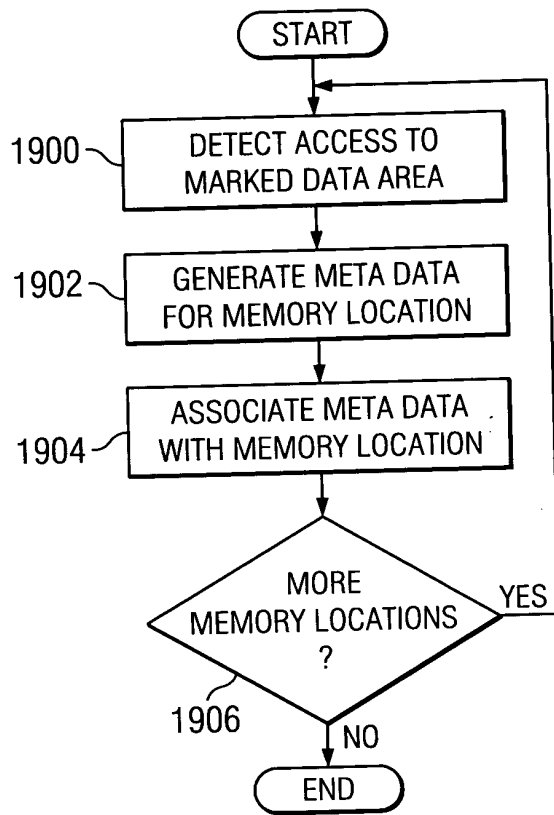 START
1900
DETECT ACCESS TO
MARKED DATA AREA
1902
GENERATE META DATA
FOR MEMORY LOCATION
1904
ASSOCIATE META DATA
WITH MEMORY LOCATION
MORE
MEMORY LOCATIONS
?
YES
1906
NO
END